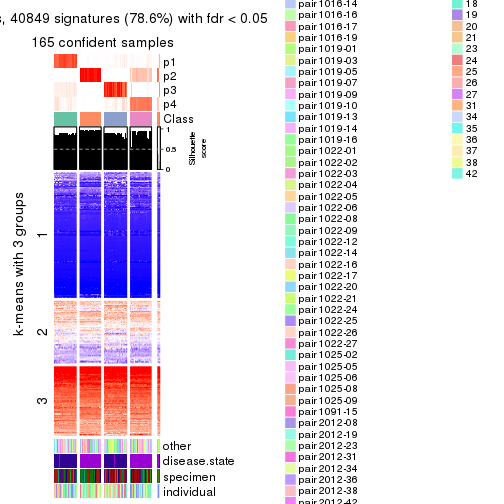 s, 40849 signatures (78.6%) with fdr < 0.05
165 confident samples
p1
p2
p3
p4
Class
1
0.5
0
Silhouette
score
k-means with 3 groups
1
2
3
other
disease.state
specimen
individual
pair1016-14
pair1016-16
pair1016-17
pair1016-19
pair1019-01
pair1019-03
pair1019-05
pair1019-07
pair1019-09
pair1019-10
pair1019-13
pair1019-14
pair1019-16
pair1022-01
pair1022-02
pair1022-03
pair1022-04
pair1022-05
pair1022-06
pair1022-08
pair1022-09
pair1022-12
pair1022-14
pair1022-16
pair1022-17
pair1022-20
pair1022-21
pair1022-24
pair1022-25
pair1022-26
pair1022-27
pair1025-02
pair1025-05
pair1025-06
pair1025-08
pair1025-09
pair1091-15
pair2012-08
pair2012-19
pair2012-23
pair2012-31
pair2012-34
pair2012-36
pair2012-38
pair2012-42
18
19
20
21
23
24
25
26
27
31
34
35
36
37
38
42